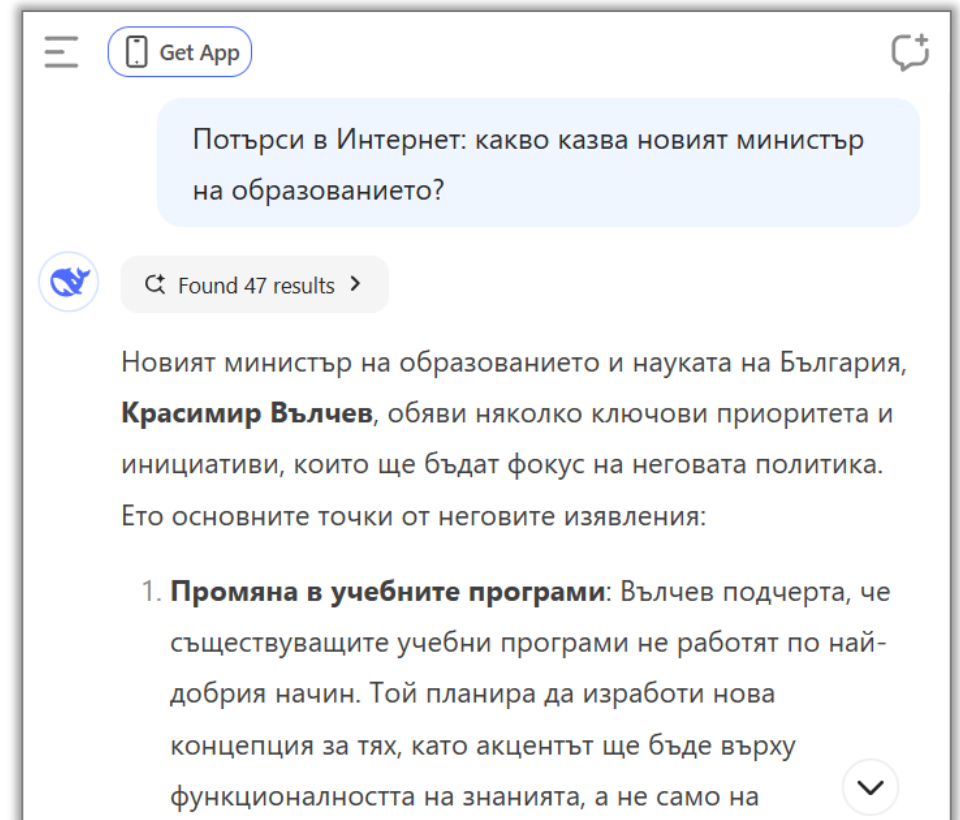 Get App
Потърси в Интернет: какво казва новият министър
на образованието?
Found 47 results
Новият министър на образованието и науката на България,
Красимир Вълчев, обяви няколко ключови приоритета и
инициативи, които ще бъдат фокус на неговата политика.
Ето основните точки от неговите изявления:
1. Промяна в учебните програми: Вълчев подчерта, че
съществуващите учебни програми не работят по най-
добрия начин. Той планира да изработи нова
концепция за тях, като акцентът ще бъде върху
функционалността на знанията, а не само на